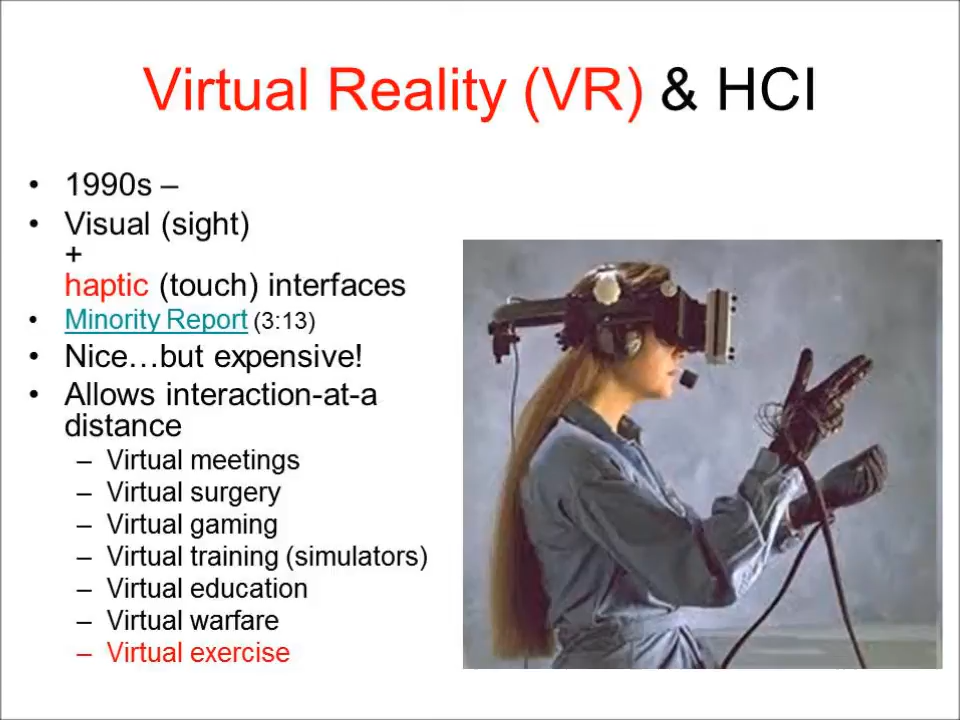 Virtual Reality (VR) & HCI
• 1990s –
• Visual (sight)
+
haptic (touch) interfaces
• Minority Report (3:13)
• Nice…but expensive!
• Allows interaction-at-a
distance
– Virtual meetings
– Virtual surgery
– Virtual gaming
– Virtual training (simulators)
– Virtual education
– Virtual warfare
– Virtual exercise